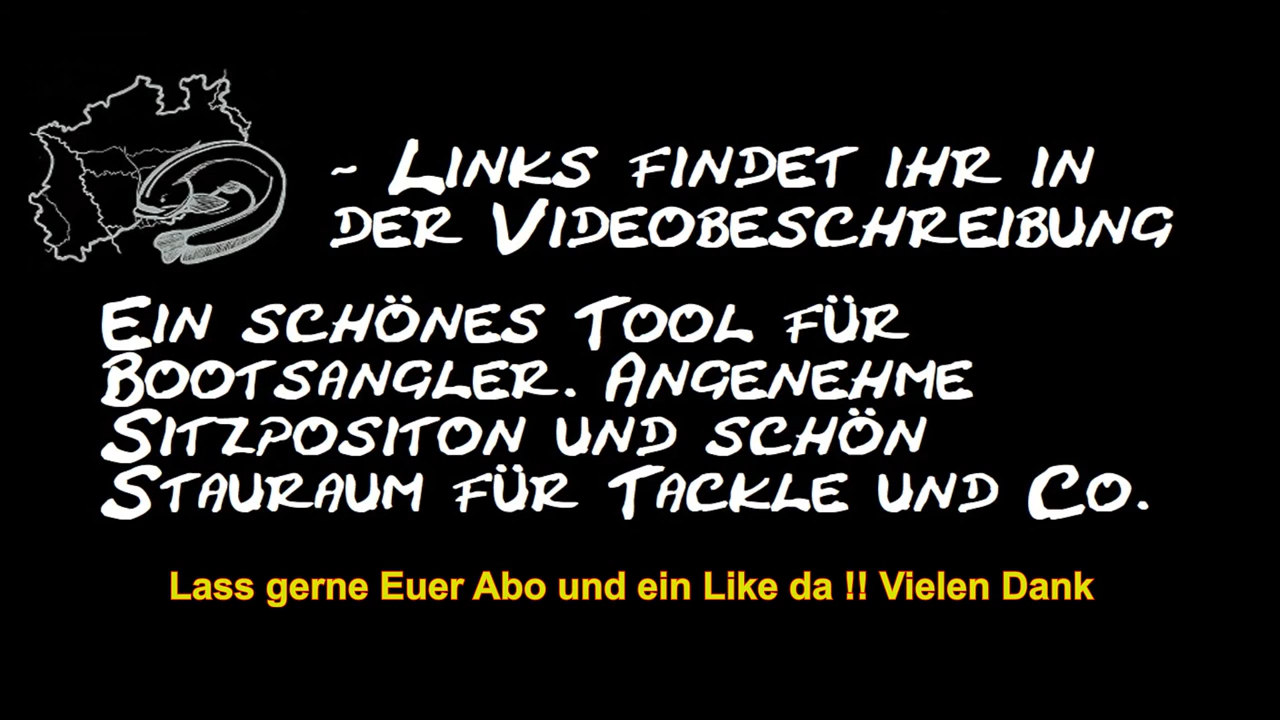 ~ Links findet ihr in
der Videobeschreibung
Ein schönes Tool für
Bootsangler. Angenehme
Sitzpositon und schön
Stauraum für Tackle und Co.
Lass gerne Euer Abo und ein Like da !! Vielen Dank